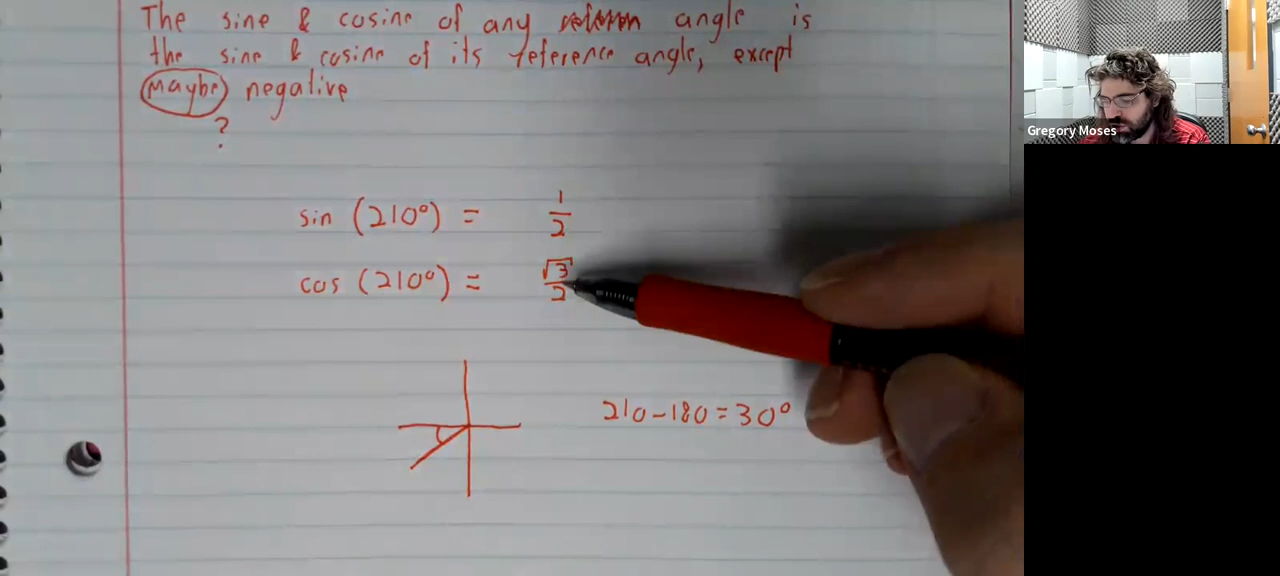 The sine & cosine of any angle is
the sine & cosine of its reference angle, except
maybe negative
?
sin (210°) = 1/2
cos (210°) = √3/2
210-180=30°
Gregory Moses